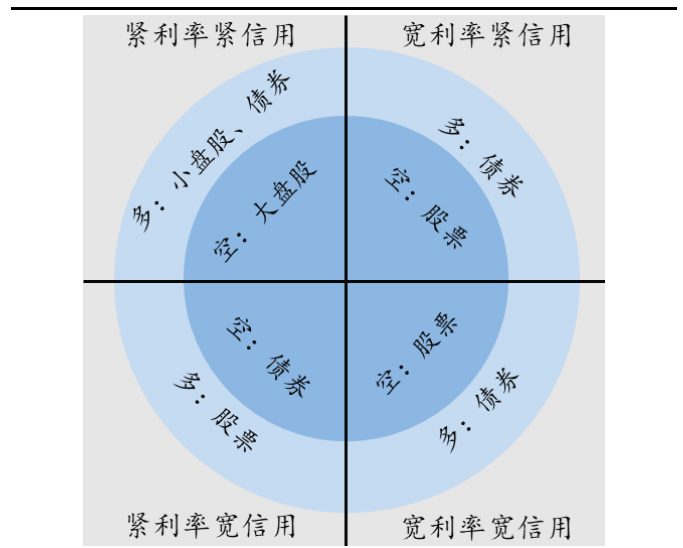 紧利率紧信用
宽利率紧信用
多：小盘股、债券
空：大盘股
多：债券
空：股票
空：债券
多：股票
空：股票
多：债券
紧利率宽信用
宽利率宽信用